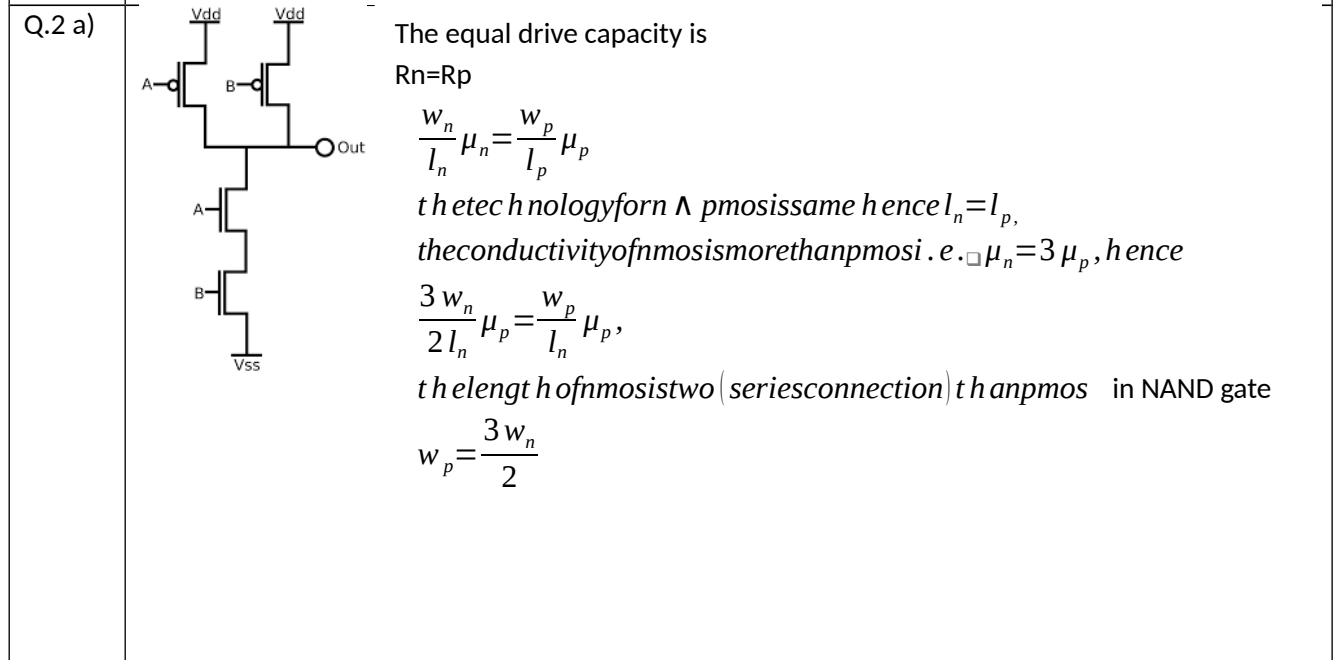 Q.2 a)
Vdd Vdd
A B
Out
A
B
Vss
The equal drive capacity is
Rn=Rp
w_n/l_n μ_n = w_p/l_p μ_p
t h etec h nologyforn ∧ pmosissame h ence l_n=l_p,
theconductivityofnmosismorethanpmosi . e . □ μ_n=3 μ_p , h ence
3 w_n/2 l_n μ_p = w_p/l_n μ_p ,
t h elengt h ofnmosistwo (seriesconnection) t h anpmos in NAND gate
w_p = 3 w_n/2